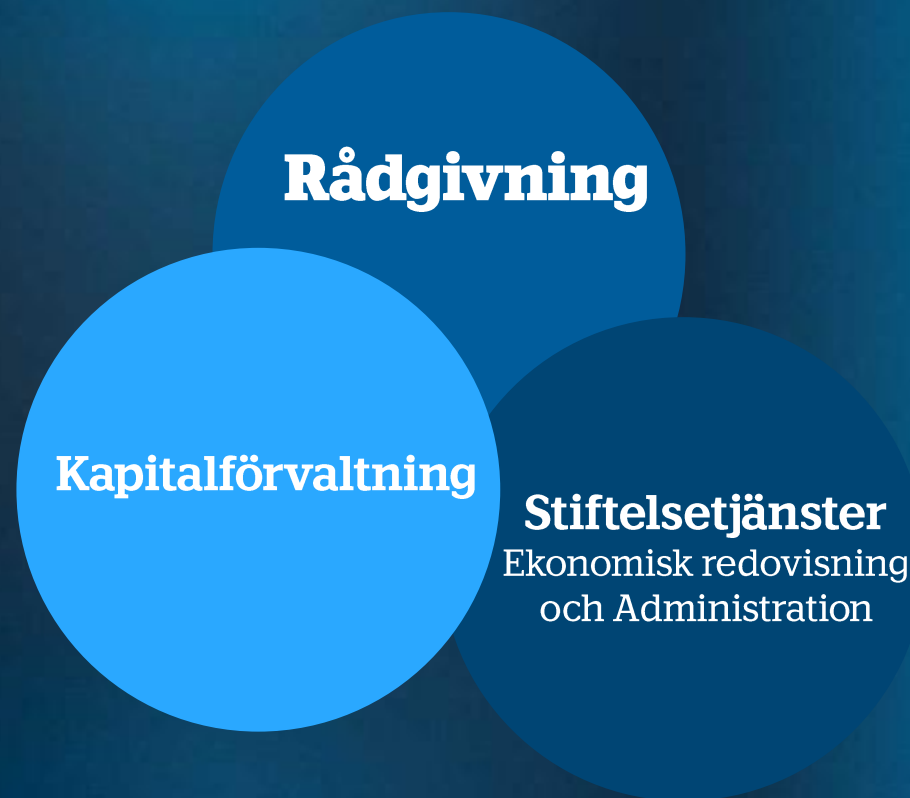 Rådgivning
Kapitalförvaltning
Stiftelsetjänster
Ekonomisk redovisning
och Administration